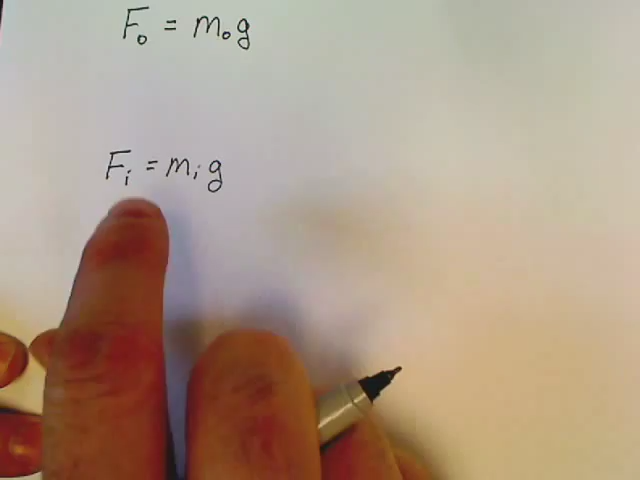 F₀ = m₀g
Fᵢ = mᵢg